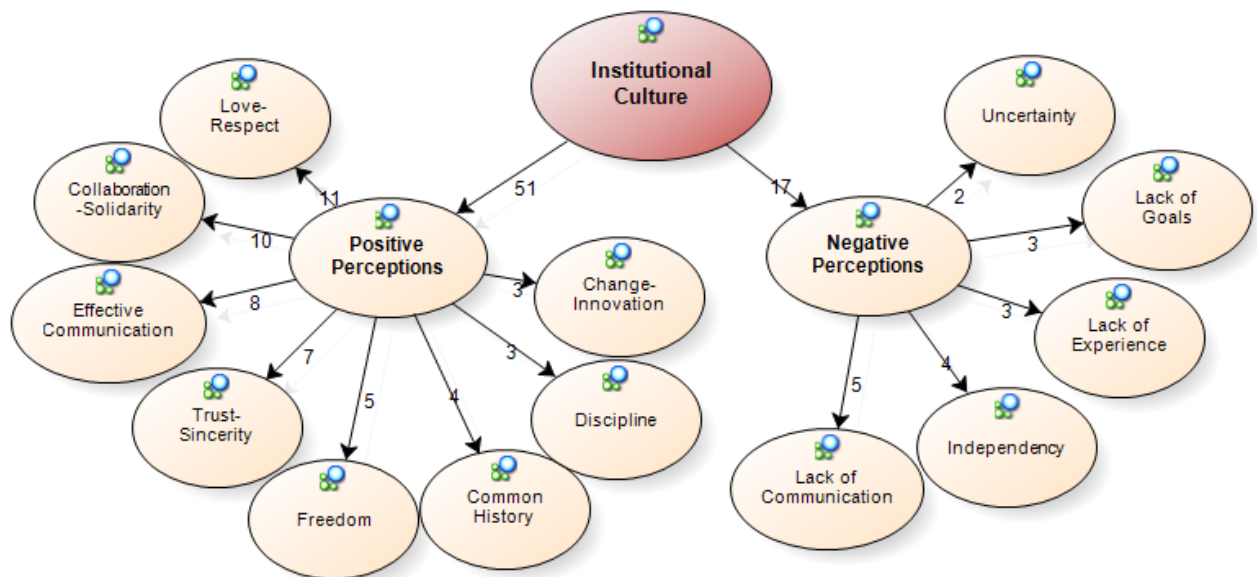 Institutional
Culture
51
17
Positive
Perceptions
Love-
Respect
11
Collaboration
-Solidarity
10
Effective
Communication
8
Trust-
Sincerity
7
Freedom
5
Common
History
4
Discipline
3
Change-
Innovation
3
Negative
Perceptions
Uncertainty
2
Lack of
Goals
3
Lack of
Experience
3
Independency
4
Lack of
Communication
5